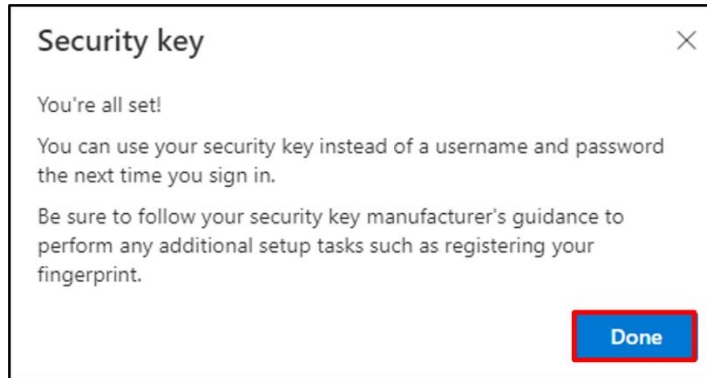 Security key
You're all set!
You can use your security key instead of a username and password
the next time you sign in.
Be sure to follow your security key manufacturer's guidance to
perform any additional setup tasks such as registering your
fingerprint.
Done